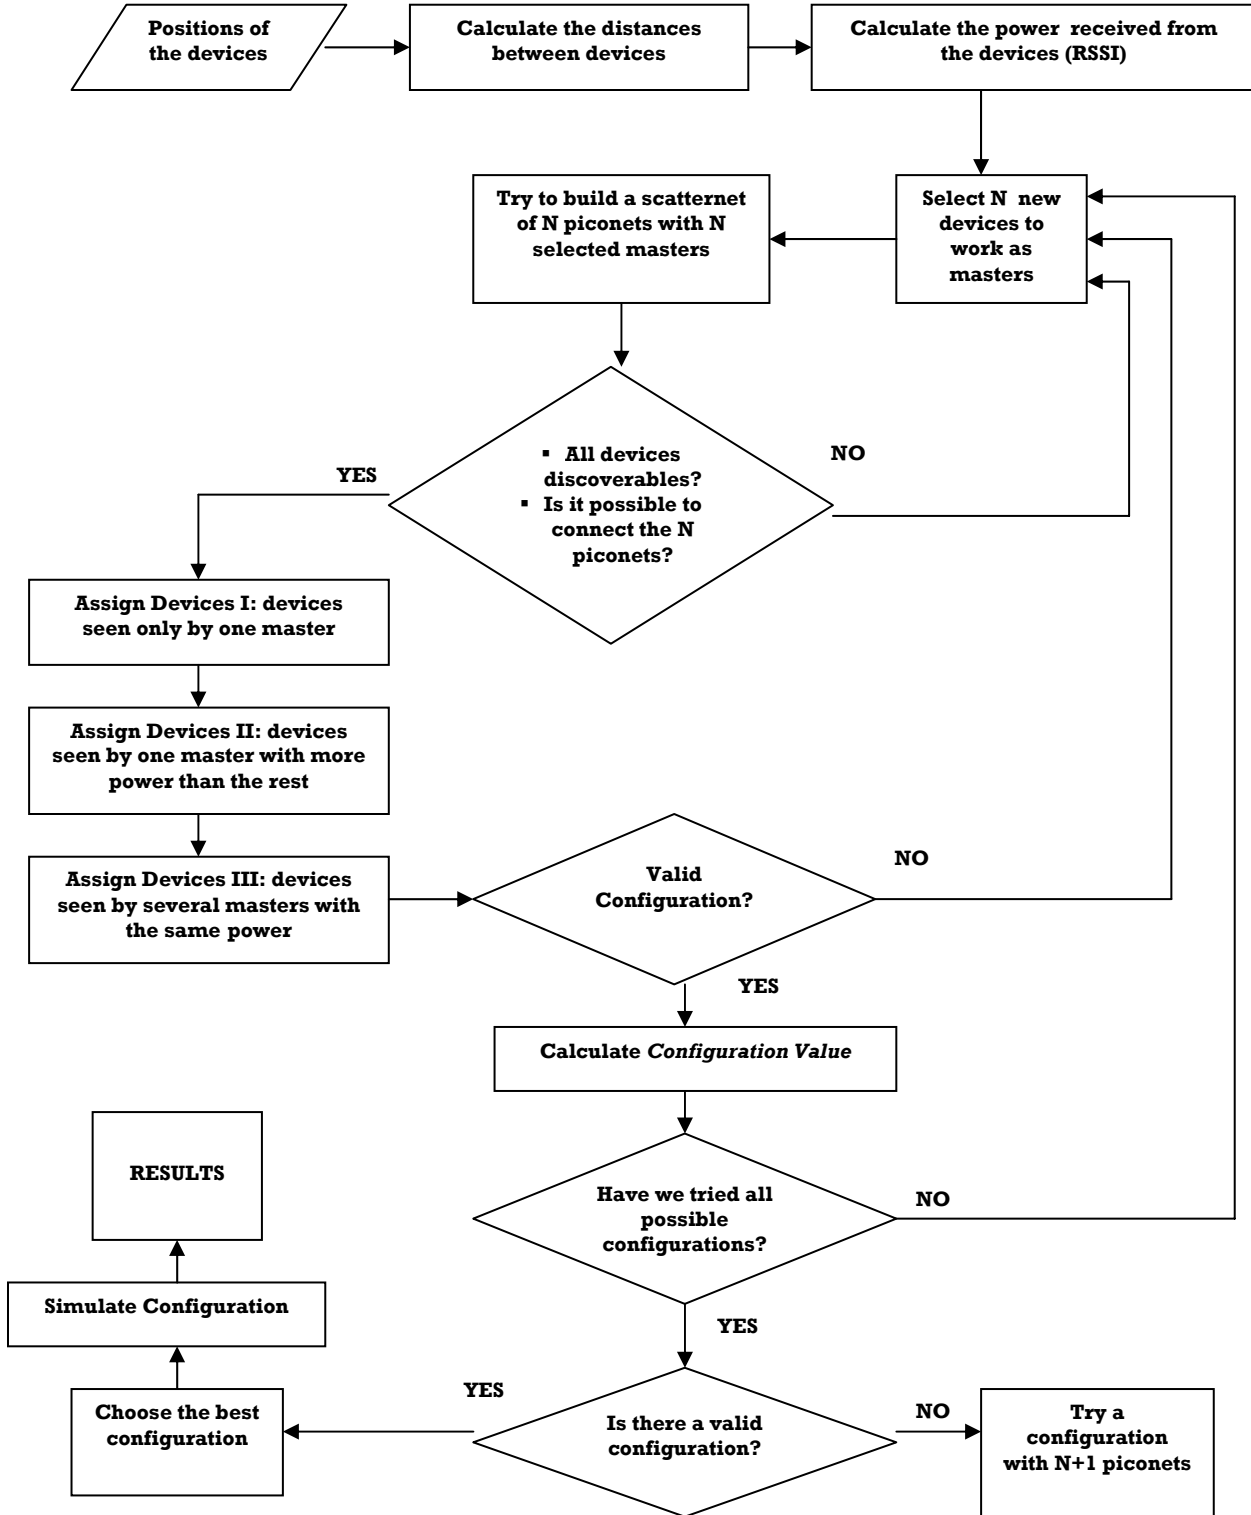 Positions of
the devices
Calculate the distances
between devices
Calculate the power received from
the devices (RSSI)
Try to build a scatternet
of N piconets with N
selected masters
Select N new
devices to
work as
masters
▪ All devices
discoverables?
▪ Is it possible to
connect the N
piconets?
YES
NO
Assign Devices I: devices
seen only by one master
Assign Devices II: devices
seen by one master with more
power than the rest
Assign Devices III: devices
seen by several masters with
the same power
Valid
Configuration?
NO
YES
Calculate Configuration Value
Have we tried all
possible
configurations?
NO
YES
RESULTS
Simulate Configuration
Choose the best
configuration
YES
Is there a valid
configuration?
NO
Try a
configuration
with N+1 piconets